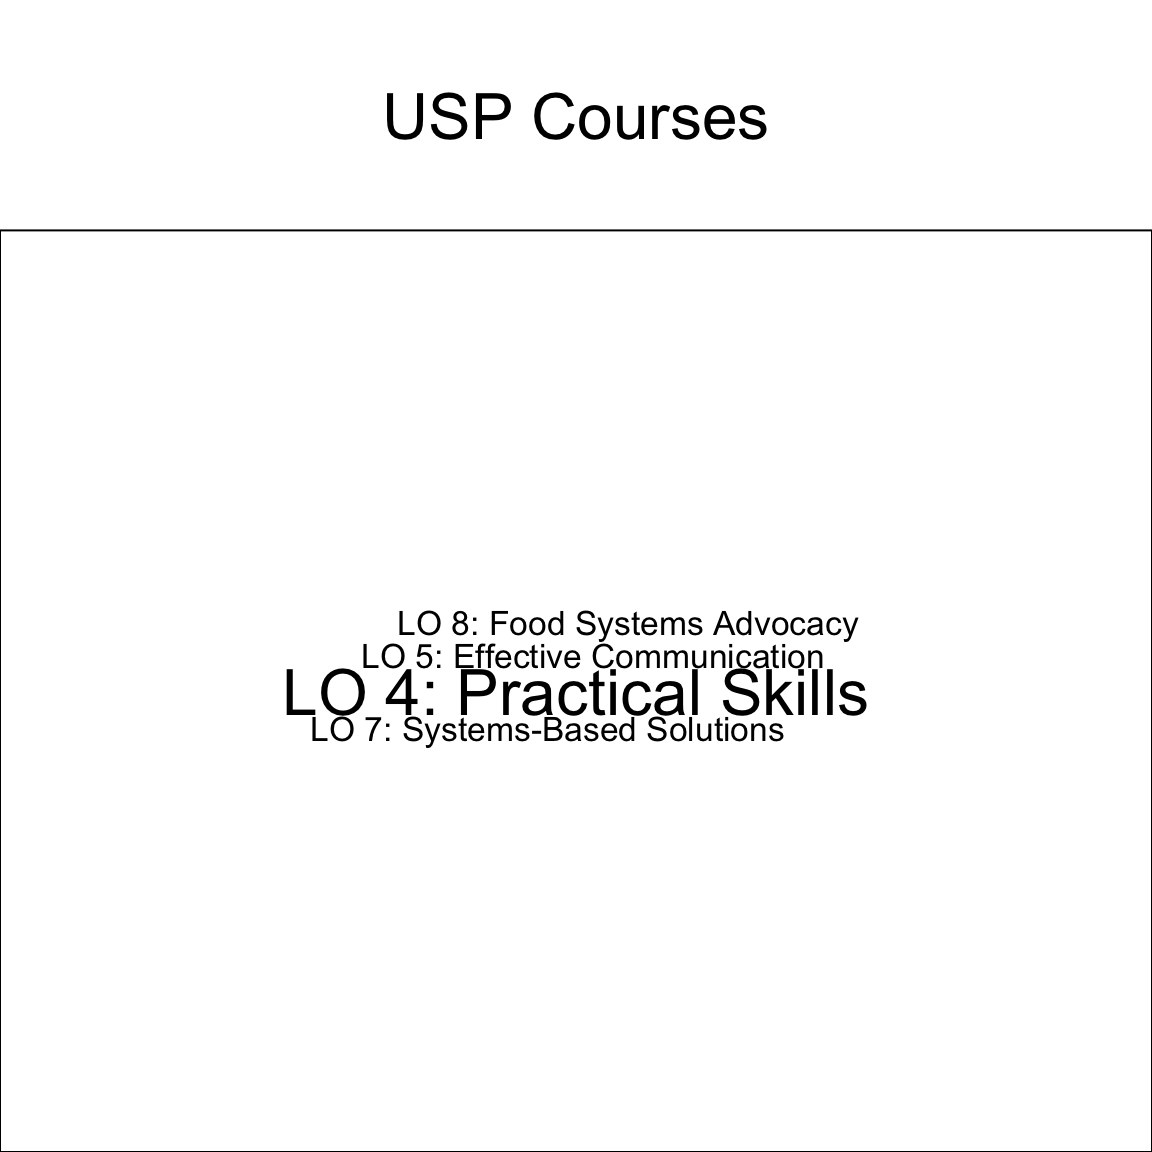 USP Courses
LO 8: Food Systems Advocacy
LO 5: Effective Communication
LO 4: Practical Skills
LO 7: Systems-Based Solutions